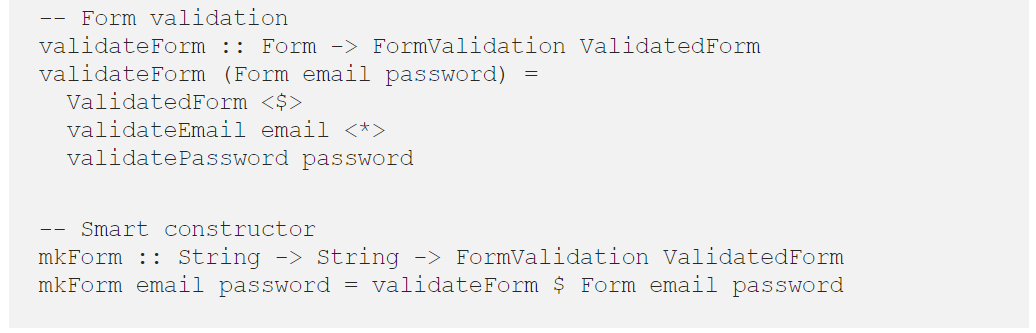 -- Form validation
validateForm :: Form -> FormValidation ValidatedForm
validateForm (Form email password) =
  ValidatedForm <$>
  validateEmail email <*>
  validatePassword password

-- Smart constructor
mkForm :: String -> String -> FormValidation ValidatedForm
mkForm email password = validateForm $ Form email password